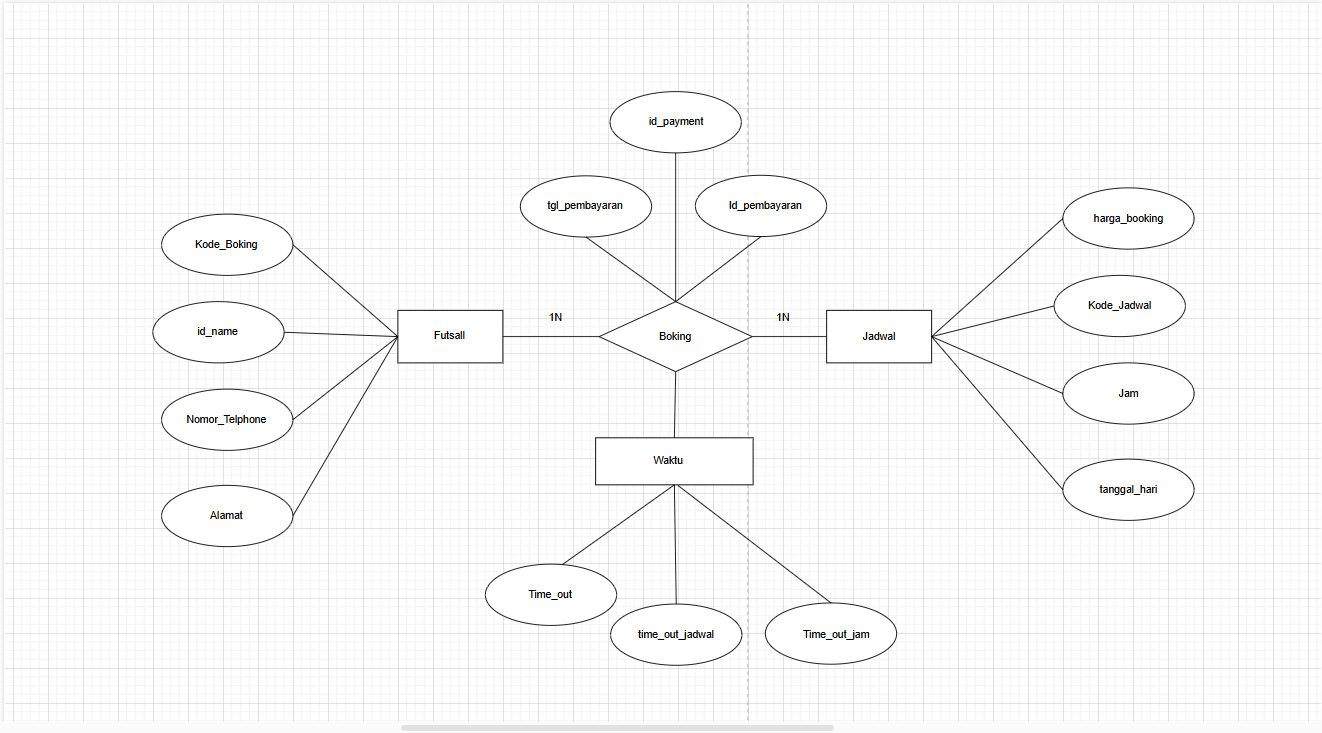 id_payment
tgl_pembayaran
Id_pembayaran
harga_booking
Kode_Boking
Kode_Jadwal
id_name
1N
1N
Futsall
Boking
Jadwal
Jam
Nomor_Telphone
Waktu
tanggal_hari
Alamat
Time_out
time_out_jadwal
Time_out_jam